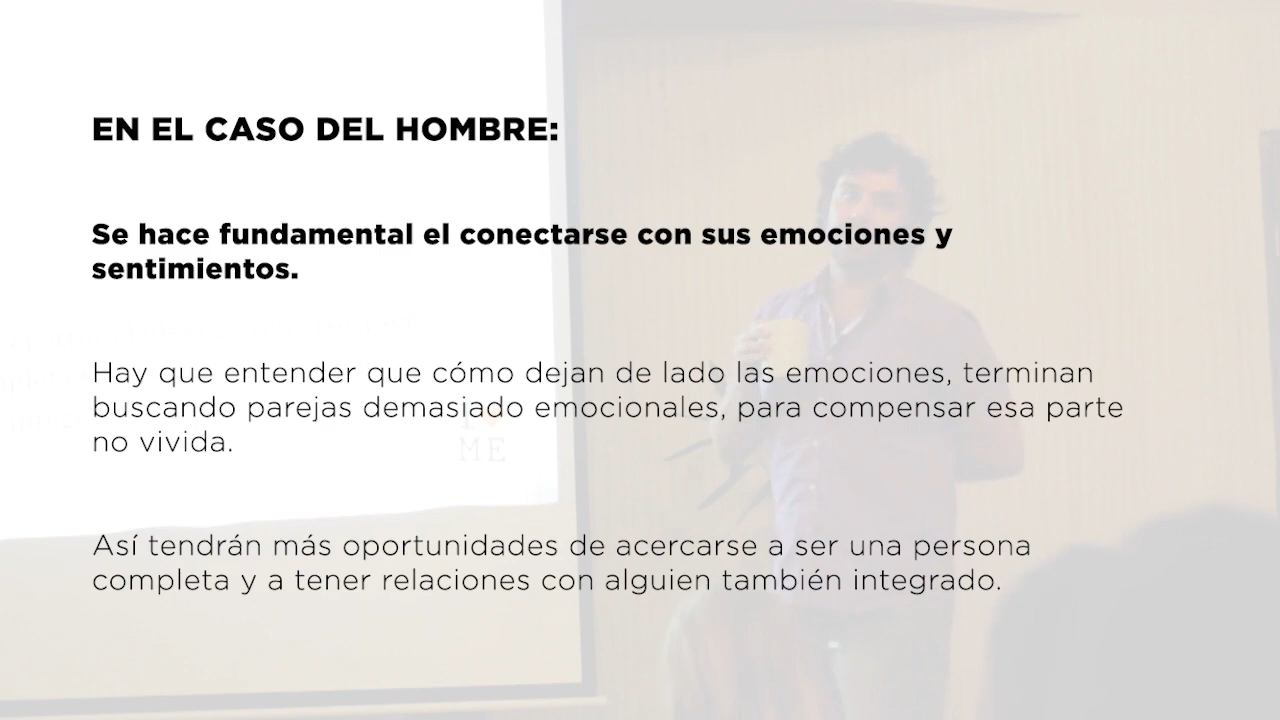 EN EL CASO DEL HOMBRE:
Se hace fundamental el conectarse con sus emociones y
sentimientos.
Hay que entender que cómo dejan de lado las emociones, terminan
buscando parejas demasiado emocionales, para compensar esa parte
no vivida.
ME
Así tendrán más oportunidades de acercarse a ser una persona
completa y a tener relaciones con alguien también integrado.